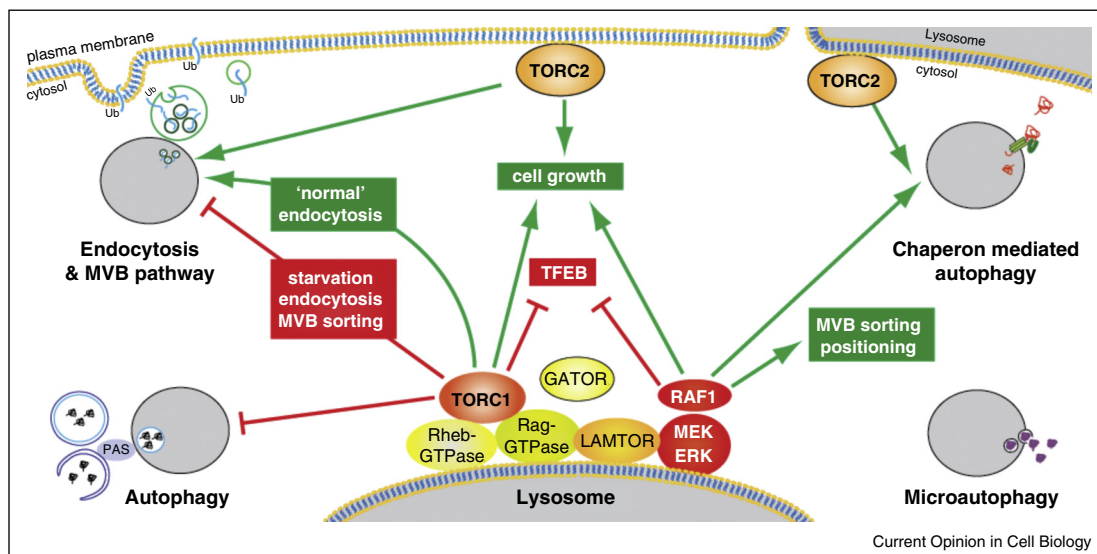 plasma membrane
cytosol
Ub
Ub
Ub
Ub
TORC2
Lysosome
cytosol
TORC2
cell growth
'normal'
endocytosis
Endocytosis
& MVB pathway
starvation
endocytosis
MVB sorting
TFEB
Chaperon mediated
autophagy
MVB sorting
positioning
GATOR
TORC1
RAF1
Rheb-
GTPase
Rag-
GTPase
LAMTOR
MEK
ERK
PAS
Autophagy
Lysosome
Microautophagy
Current Opinion in Cell Biology